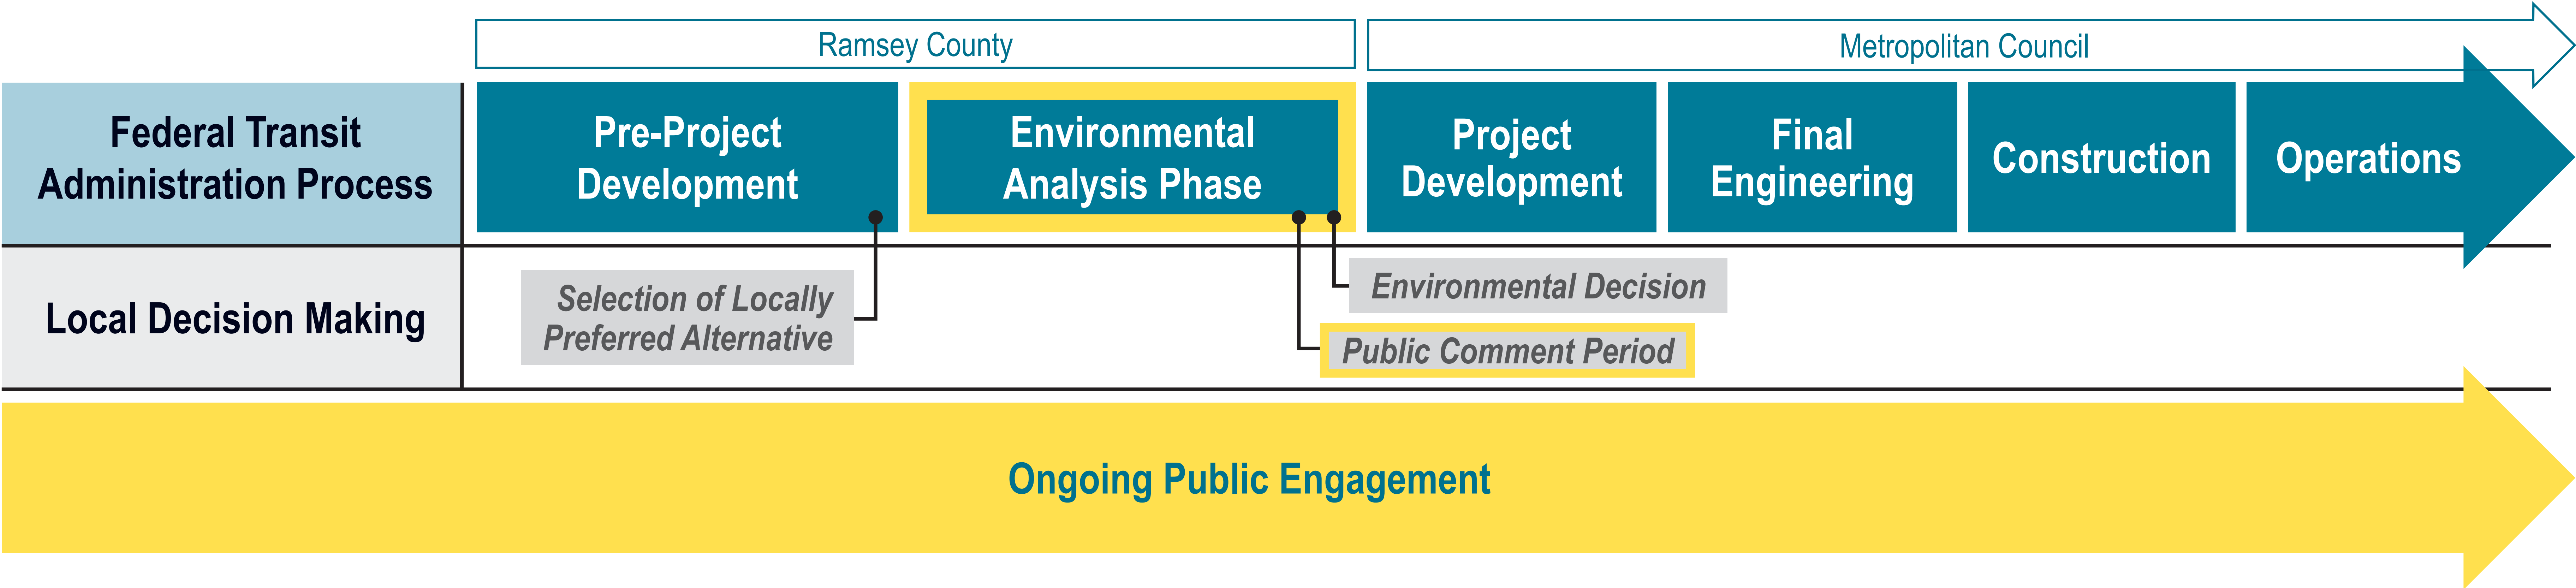 Ramsey County
Metropolitan Council
Federal Transit
Administration Process
Pre-Project
Development
Environmental
Analysis Phase
Project
Development
Final
Engineering
Construction
Operations
Local Decision Making
Selection of Locally
Preferred Alternative
Environmental Decision
Public Comment Period
Ongoing Public Engagement